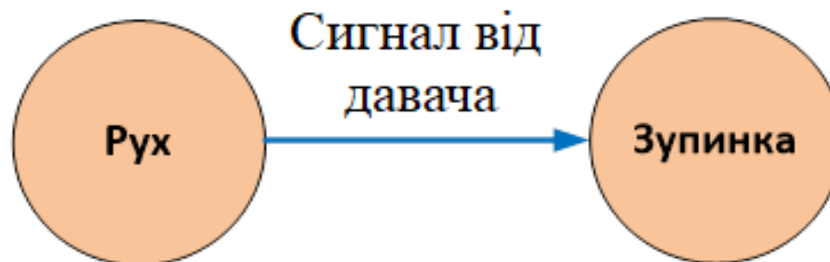 Сигнал від
давача
Рух
Зупинка